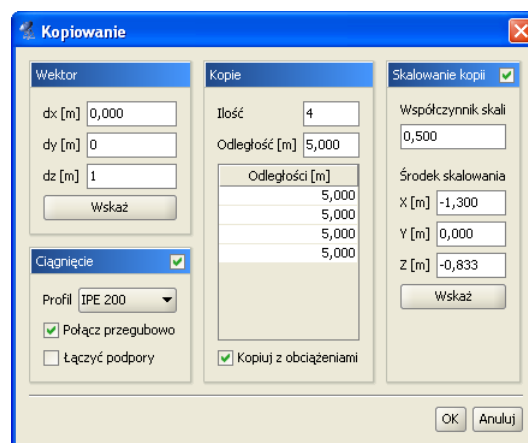 Kopiowanie
Wektor
dx [m] 0,000
dy [m] 0
dz [m] 1
Wskaż
Ciągnięcie
Profil IPE 200
Połącz przegubowo
Łączyć podpory
Kopie
Ilość 4
Odległość [m] 5,000
Odległości [m]
5,000
5,000
5,000
5,000
Kopiuj z obciążeniami
Skalowanie kopii
Współczynnik skali
0,500
Środek skalowania
X [m] -1,300
Y [m] 0,000
Z [m] -0,833
Wskaż
OK Anuluj